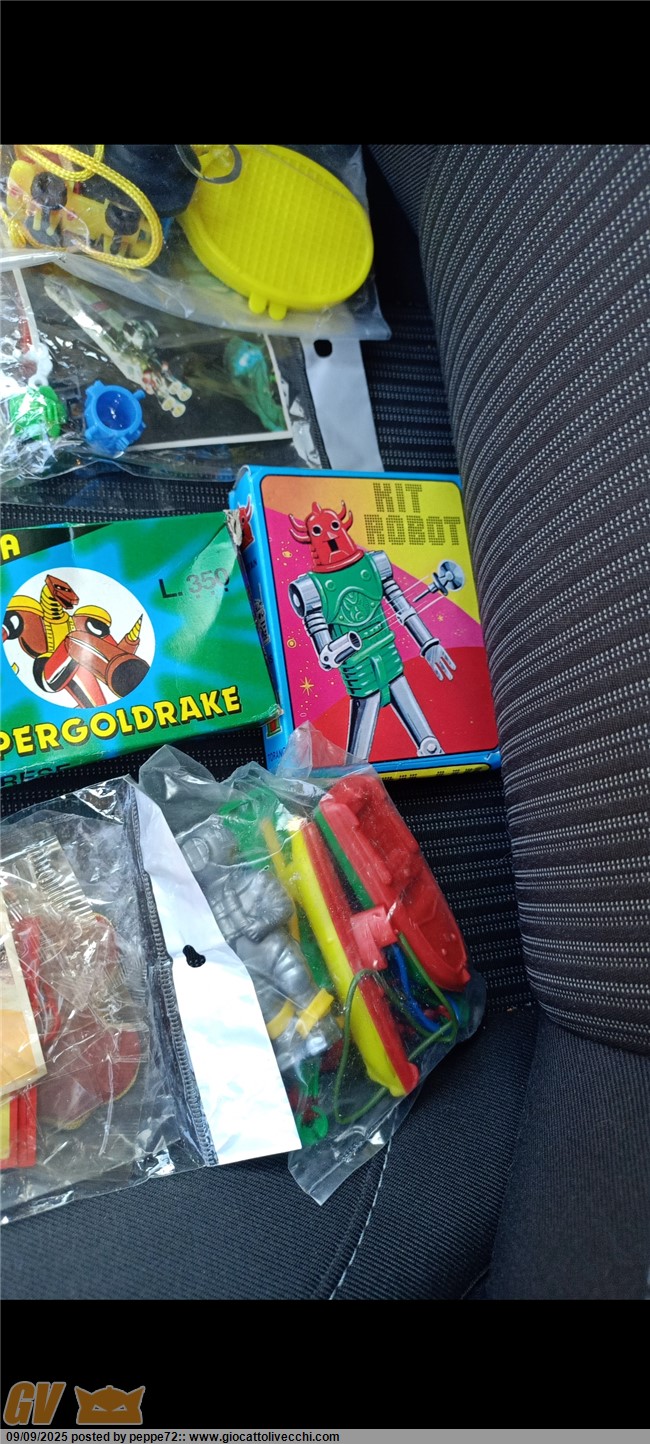 KIT
ROBOT
A
L. 350
PERGOLDRAKE
GV
09/09/2025 posted by peppe72:: www.giocattolivecchi.com